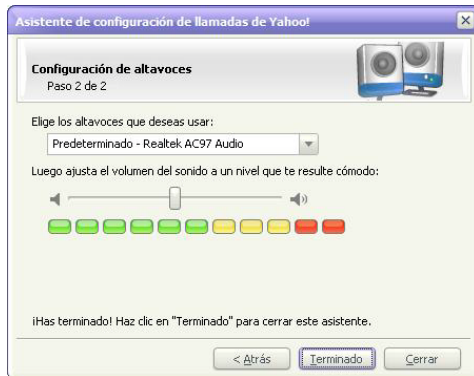 Asistente de configuración de llamadas de Yahoo!
Configuración de altavoces
Paso 2 de 2
Elige los altavoces que deseas usar:
Predeterminado - Realtek AC97 Audio
Luego ajusta el volumen del sonido a un nivel que te resulte cómodo:
¡Has terminado! Haz clic en "Terminado" para cerrar este asistente.
< Atrás
Terminado
Cerrar